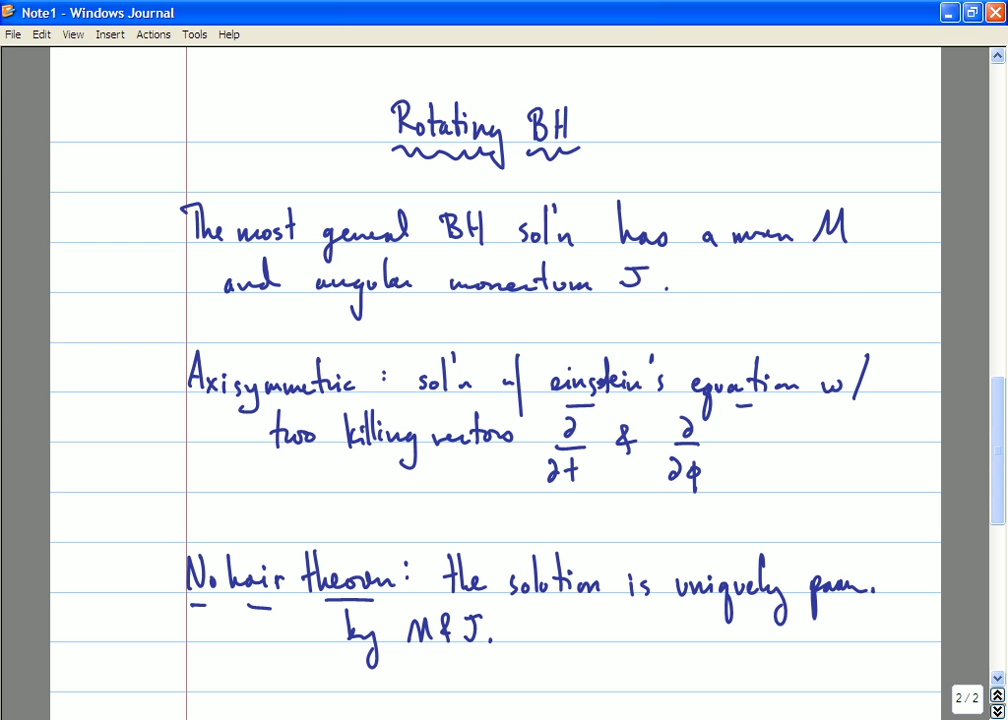 Note1 - Windows Journal
File Edit View Insert Actions Tools Help
Rotating BH
The most general BH sol'n has a mass M
and angular momentum J.
Axisymmetric : sol'n of einstein's equation w/
two killing vectors ∂/∂t & ∂/∂φ
No hair theorem : the solution is uniquely param.
by M & J.
2 / 2